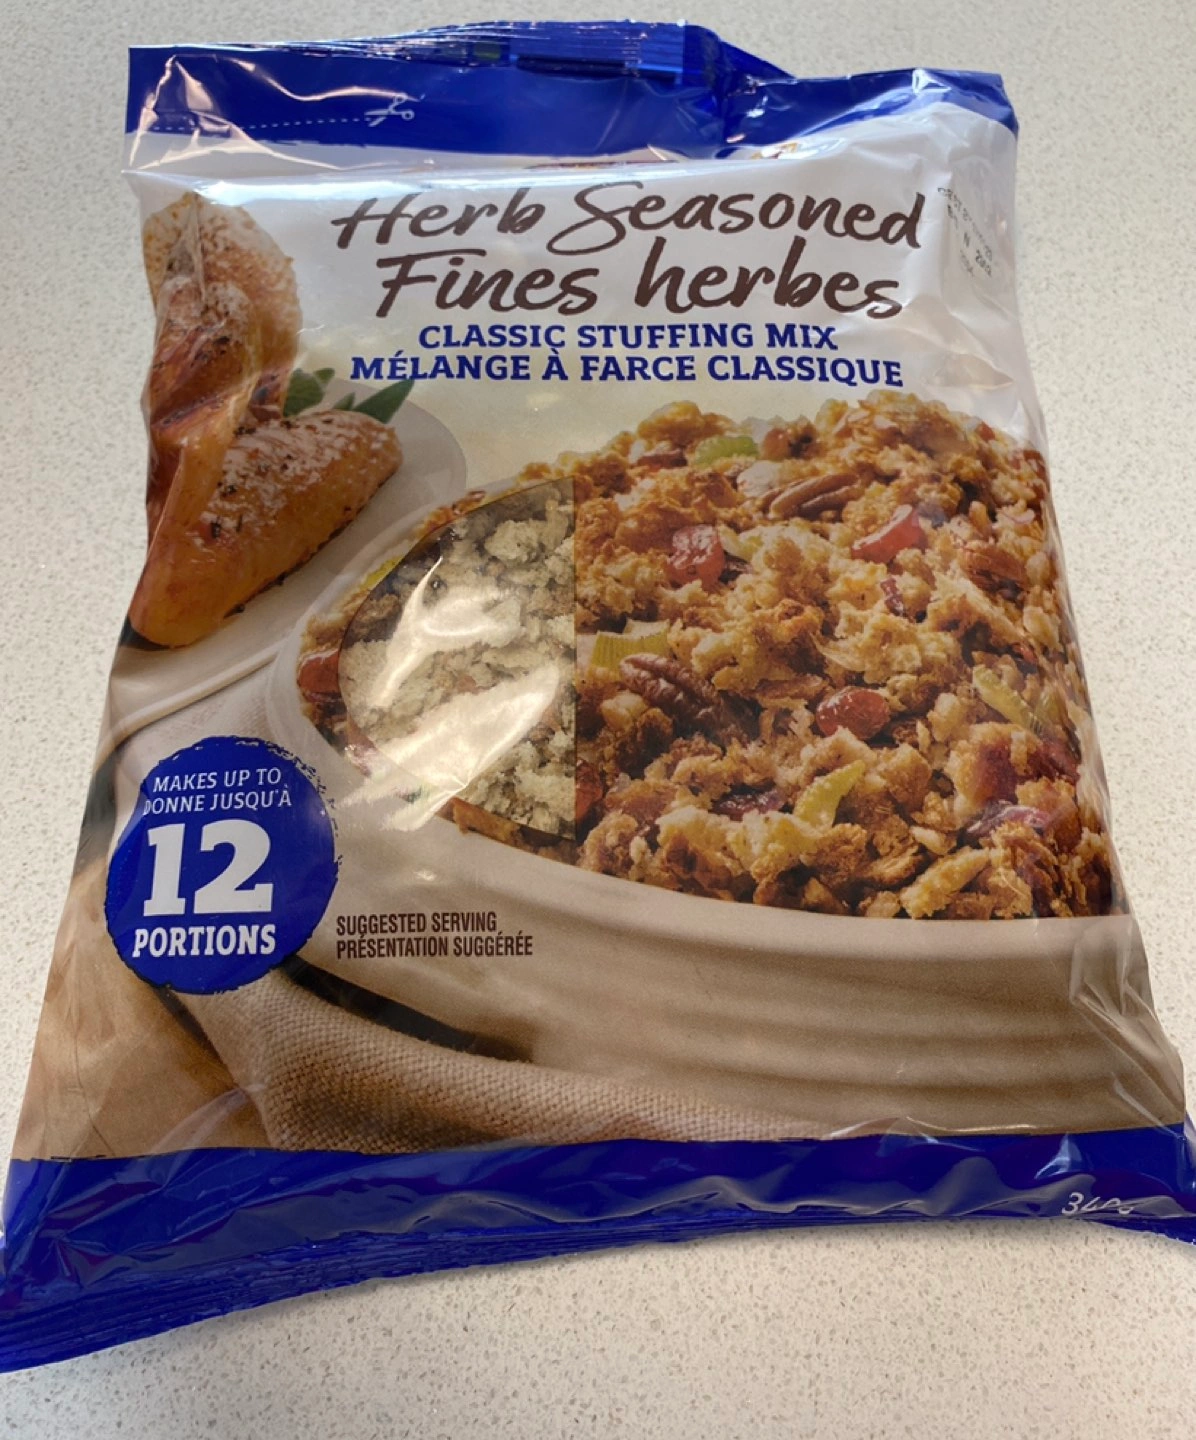 Herb Seasoned
Fines herbes
CLASSIC STUFFING MIX
MÉLANGE À FARCE CLASSIQUE
MAKES UP TO
DONNE JUSQU'À
12
PORTIONS
SUGGESTED SERVING
PRÉSENTATION SUGGÉRÉE